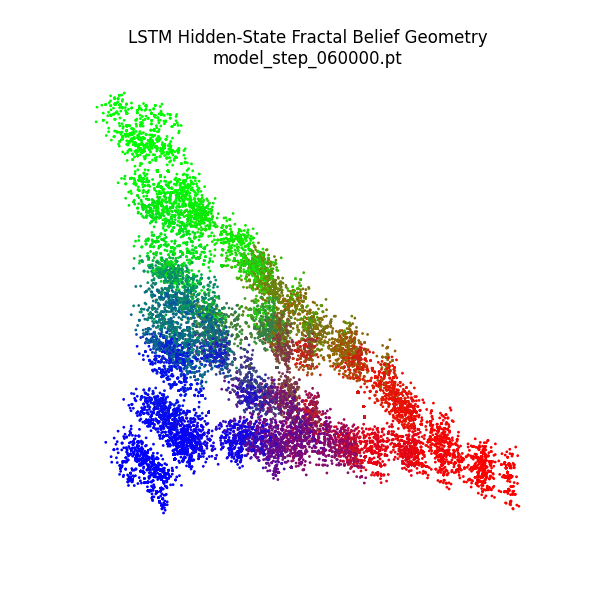 LSTM Hidden-State Fractal Belief Geometry
model_step_060000.pt